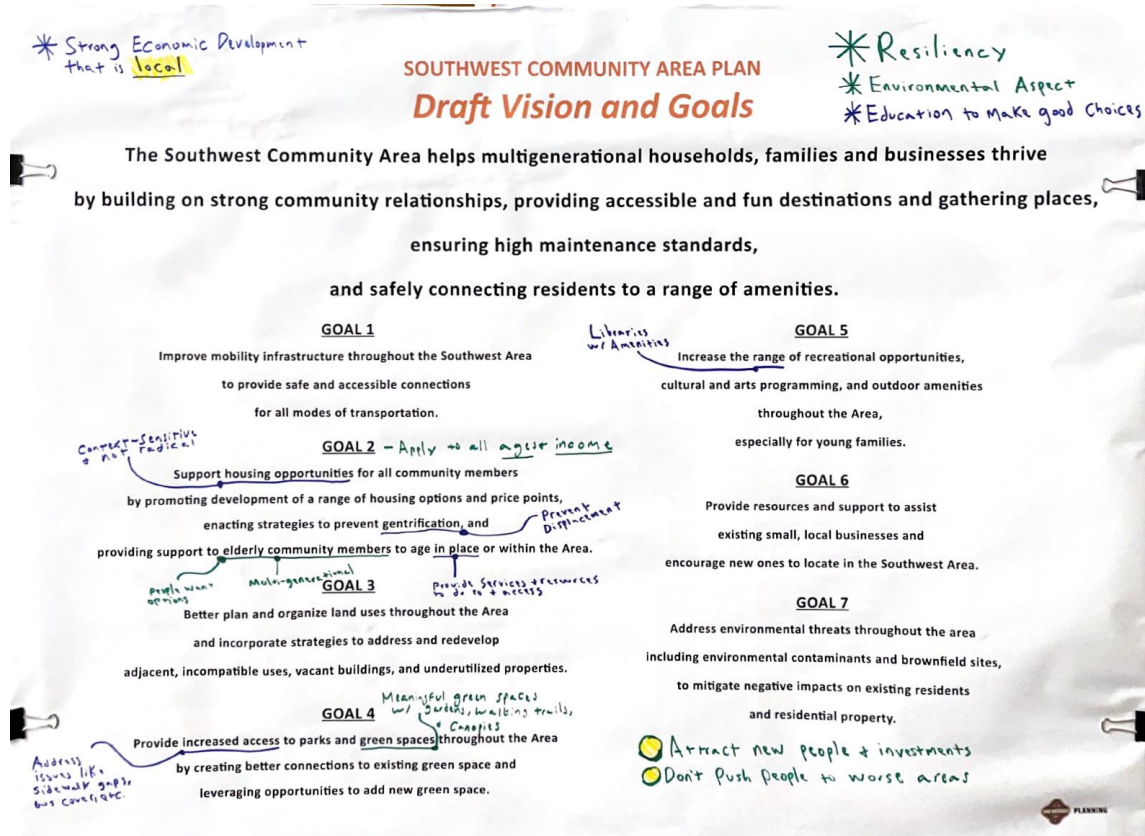 * Strong Economic Development
that is local
* Resiliency
* Environmental Aspect
* Education to Make good Choices
SOUTHWEST COMMUNITY AREA PLAN
Draft Vision and Goals
The Southwest Community Area helps multigenerational households, families and businesses thrive
by building on strong community relationships, providing accessible and fun destinations and gathering places,
ensuring high maintenance standards,
and safely connecting residents to a range of amenities.
GOAL 1
Improve mobility infrastructure throughout the Southwest Area
to provide safe and accessible connections
for all modes of transportation.
Context-Sensitive
+ not radical
GOAL 2 – Apply to all ages + income
Support housing opportunities for all community members
by promoting development of a range of housing options and price points,
enacting strategies to prevent gentrification, and
Prevent
Displacement
providing support to elderly community members to age in place or within the Area.
People want
options
Multi-generational
Provide Services + resources
to do so + access
GOAL 3
Better plan and organize land uses throughout the Area
and incorporate strategies to address and redevelop
adjacent, incompatible uses, vacant buildings, and underutilized properties.
Meaningful green spaces
w/ gardens, walking trails,
+ Canopies
GOAL 4
Provide increased access to parks and green spaces throughout the Area
by creating better connections to existing green space and
leveraging opportunities to add new green space.
Address
issues like
sidewalk gaps,
bus covers, etc.
Libraries
w/ Amenities
GOAL 5
Increase the range of recreational opportunities,
cultural and arts programming, and outdoor amenities
throughout the Area,
especially for young families.
GOAL 6
Provide resources and support to assist
existing small, local businesses and
encourage new ones to locate in the Southwest Area.
GOAL 7
Address environmental threats throughout the area
including environmental contaminants and brownfield sites,
to mitigate negative impacts on existing residents
and residential property.
Attract new people + investments
Don't Push People to worse areas
PLANNING